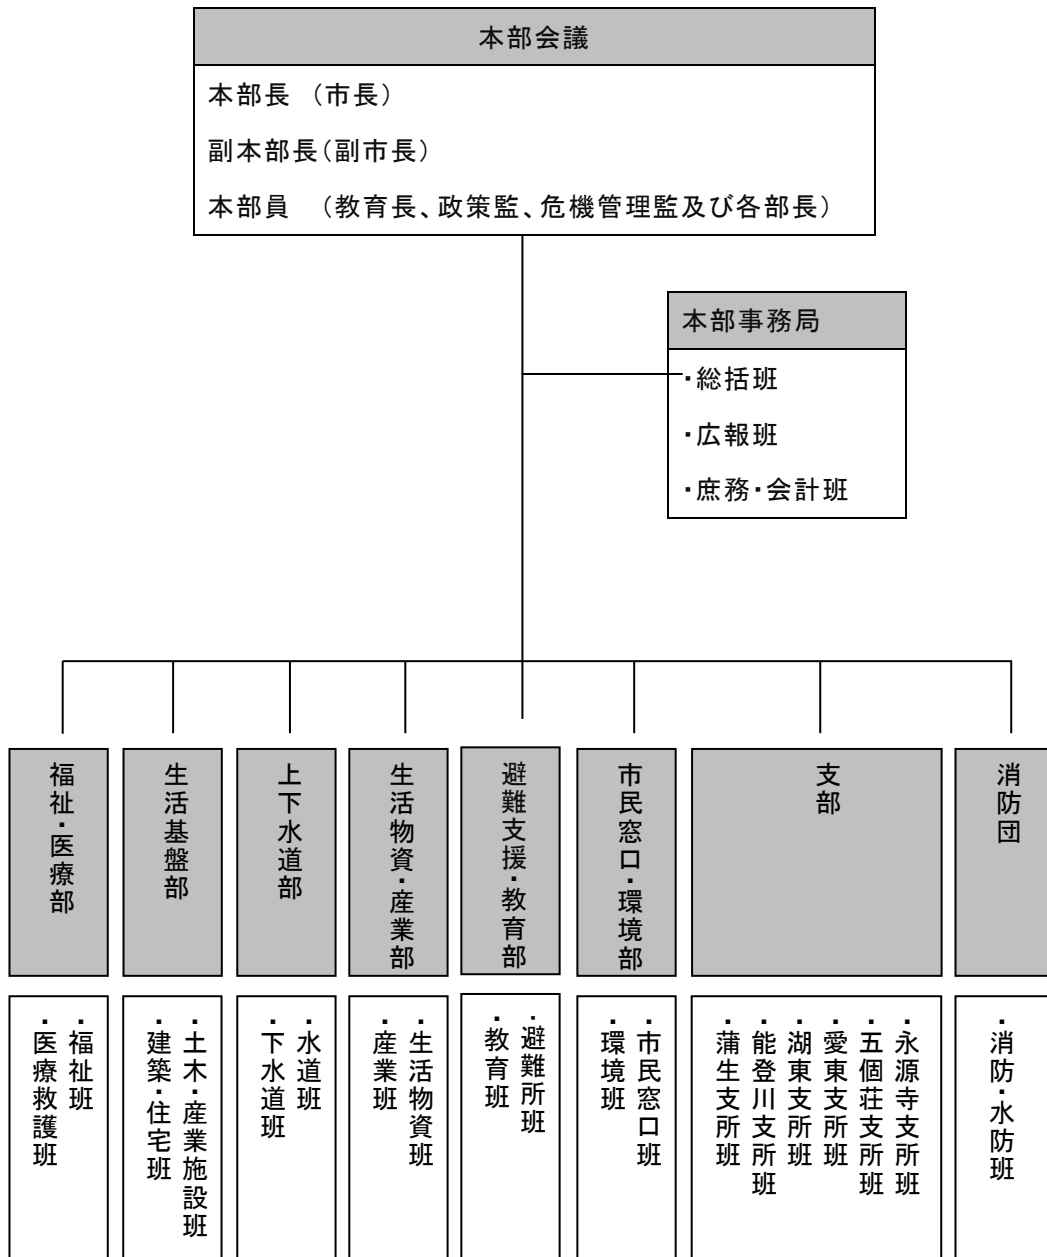 本部会議
本部長 （市長）
副本部長（副市長）
本部員 （教育長、政策監、危機管理監及び各部長）
本部事務局
・総括班
・広報班
・庶務・会計班
福祉・医療部
生活基盤部
上下水道部
生活物資・産業部
避難支援・教育部
市民窓口・環境部
支部
消防団
・福祉班
・医療救護班
・土木・産業施設班
・建築・住宅班
・水道班
・下水道班
・生活物資班
・産業班
・避難所班
・教育班
・市民窓口班
・環境班
・永源寺支所班
・五個荘支所班
・愛東支所班
・湖東支所班
・能登川支所班
・蒲生支所班
・消防・水防班